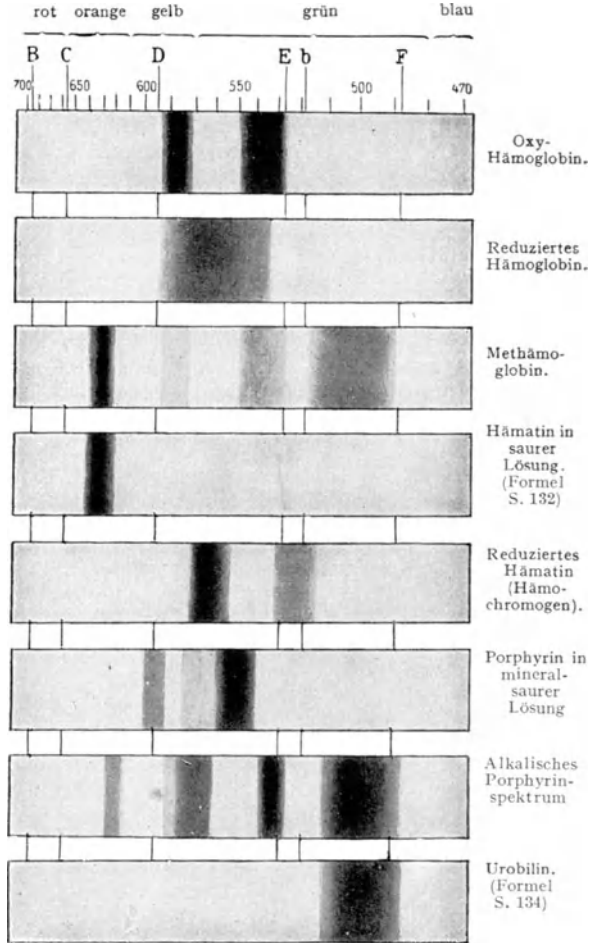 rot orange gelb grün blau
B C D E b F
700 650 600 550 500 470
Oxy-
Hämoglobin.
Reduziertes
Hämoglobin.
Methämo-
globin.
Hämatin in
saurer
Lösung.
(Formel
S. 132)
Reduziertes
Hämatin
(Hämo-
chromogen).
Porphyrin in
mineral-
saurer
Lösung
Alkalisches
Porphyrin-
spektrum
Urobilin.
(Formel
S. 134)